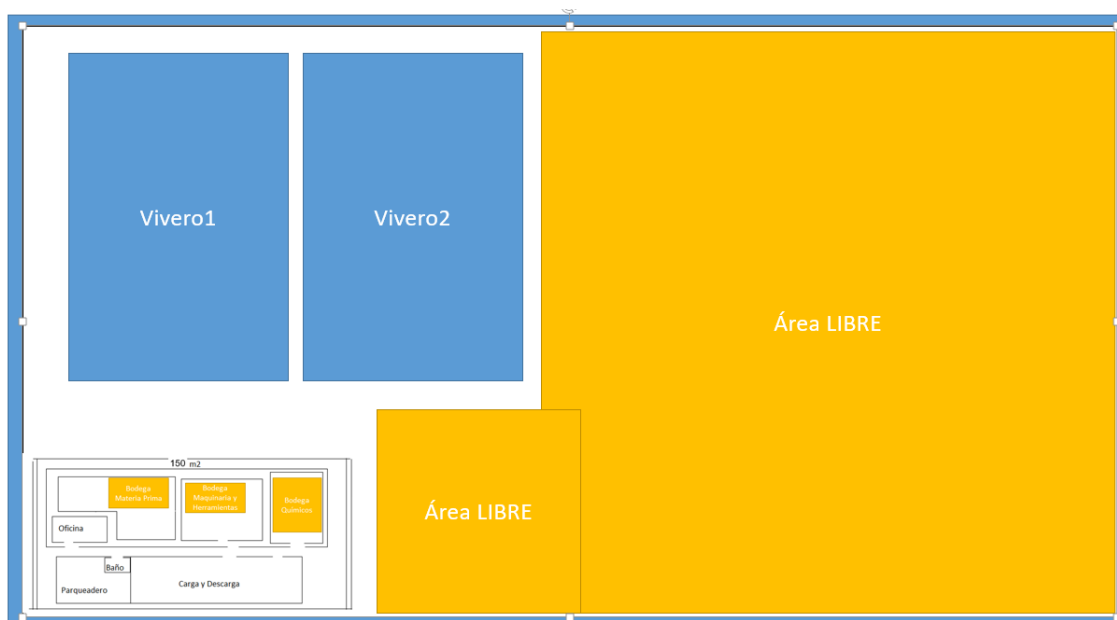 Vivero1
Vivero2
Área LIBRE
150 m2
Bodega
Materia Prima
Bodega
Maquinaria y
Herramientas
Bodega
Químicos
Oficina
Baño
Parqueadero
Carga y Descarga
Área LIBRE